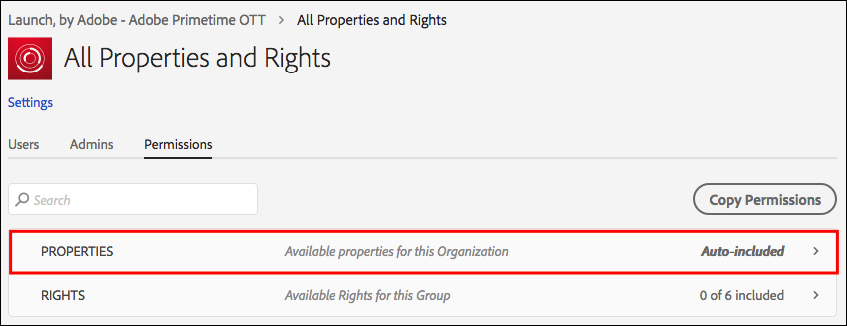 Launch, by Adobe - Adobe Primetime OTT > All Properties and Rights
All Properties and Rights
Settings
Users Admins Permissions
Search Copy Permissions
PROPERTIES Available properties for this Organization Auto-included >
RIGHTS Available Rights for this Group 0 of 6 included >